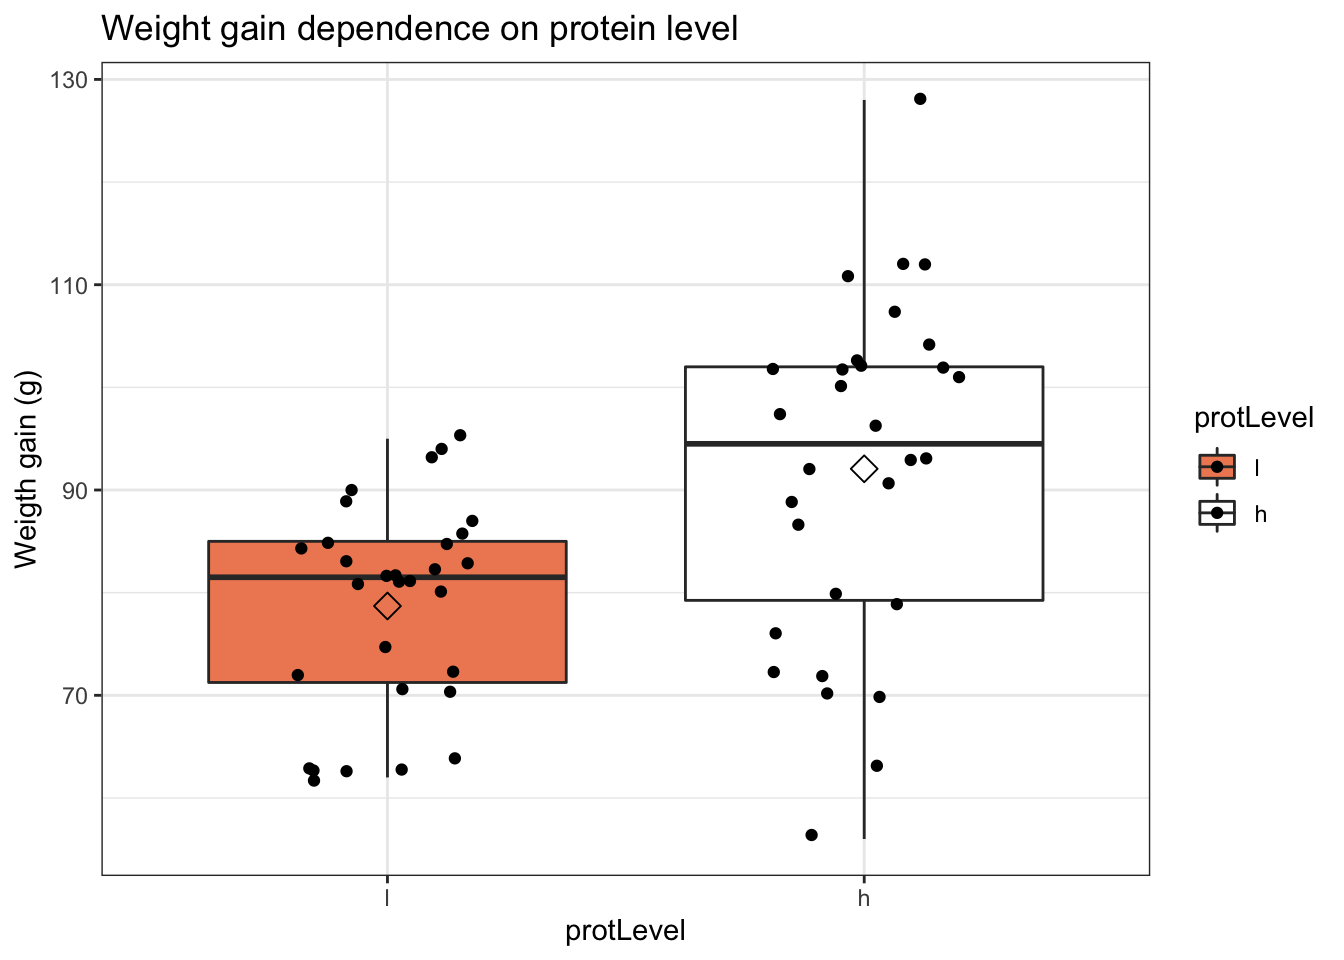 Weight gain dependence on protein level
Weigth gain (g)
130
110
90
70
l
h
protLevel
protLevel
l
h